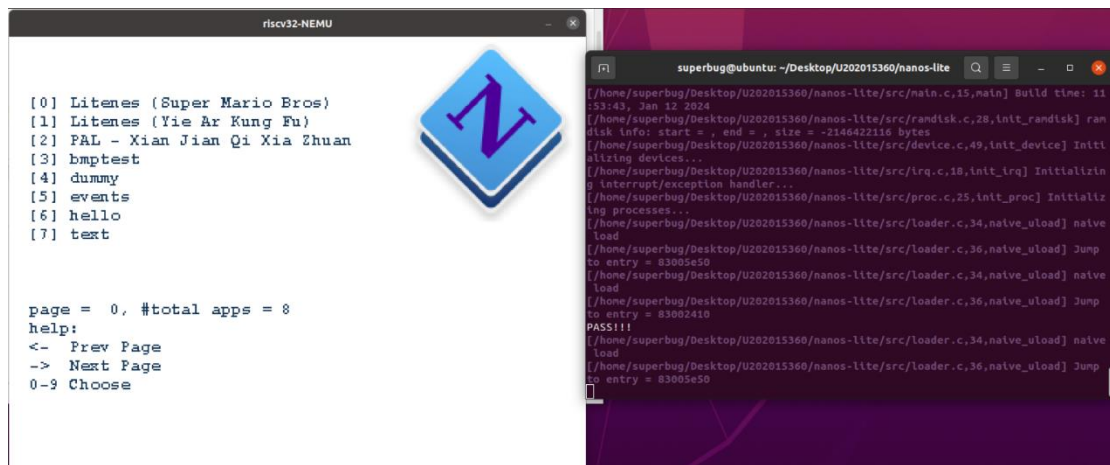 riscv32-NEMU
[0] Litenes (Super Mario Bros)
[1] Litenes (Yie Ar Kung Fu)
[2] PAL - Xian Jian Qi Xia Zhuan
[3] bmptest
[4] dummy
[5] events
[6] hello
[7] text
N
page =  0, #total apps = 8
help:
<-  Prev Page
->  Next Page
0-9 Choose
superbug@ubuntu: ~/Desktop/U202015360/nanos-lite
[/home/superbug/Desktop/U202015360/nanos-lite/src/main.c,15,main] Build time: 11
:53:43, Jan 12 2024
[/home/superbug/Desktop/U202015360/nanos-lite/src/ramdisk.c,28,init_ramdisk] ram
disk info: start = , end = , size = -2146422116 bytes
[/home/superbug/Desktop/U202015360/nanos-lite/src/device.c,49,init_device] Initi
alizing devices...
[/home/superbug/Desktop/U202015360/nanos-lite/src/irq.c,18,init_irq] Initializin
g interrupt/exception handler...
[/home/superbug/Desktop/U202015360/nanos-lite/src/proc.c,25,init_proc] Initializ
ing processes...
[/home/superbug/Desktop/U202015360/nanos-lite/src/loader.c,34,naive_uload] naive
 load
[/home/superbug/Desktop/U202015360/nanos-lite/src/loader.c,36,naive_uload] Jump
to entry = 83005e50
[/home/superbug/Desktop/U202015360/nanos-lite/src/loader.c,34,naive_uload] naive
 load
[/home/superbug/Desktop/U202015360/nanos-lite/src/loader.c,36,naive_uload] Jump
to entry = 83002410
PASS!!!
[/home/superbug/Desktop/U202015360/nanos-lite/src/loader.c,34,naive_uload] naive
 load
[/home/superbug/Desktop/U202015360/nanos-lite/src/loader.c,36,naive_uload] Jump
to entry = 83005e50